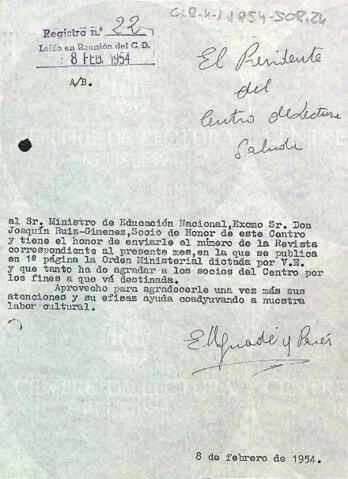 CLR-4-1 1954-SOR.26
Registro n.º 22
Leído en Reunión del C.D.
8 FEB. 1954
A/B.
El Presidente
del
Centro de Lectura
Saluda
al Sr. Ministro de Educación Nacional,Excmo Sr. Don
Joaquín Ruiz-Gimenez,Socio de Honor de este Centro
y tiene el honor de enviarle el número de la Revista
correspondiente al presente mes,en la que se publica
en 1ª página la Orden Ministerial dictada por V.E.
y que tanto ha de agradar a los socios del Centro por
los fines a que vá destinada.
Aprovecho para agradecerle una vez más sus
atenciones y su eficaz ayuda coadyuvando a nuestra
labor cultural.
E. Aguadé y Parés
CENTRE DE LECTURA
8 de febrero de 1954.